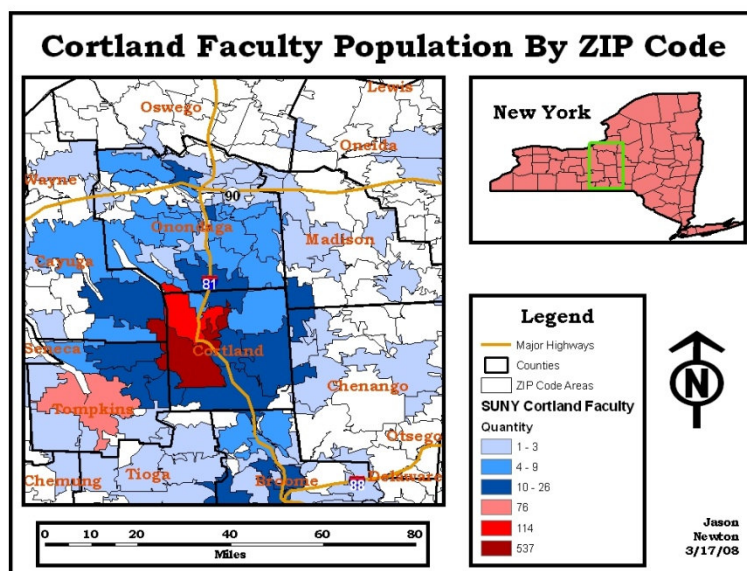 Cortland Faculty Population By ZIP Code
Oswego
Lewis
Oneida
Wayne
90
Onondaga
Madison
Cayuga
81
Seneca
Cortland
Chenango
Tompkins
Otsego
Chemung
Tioga
Broome
Delaware
88
0 20 40 60 80
Miles
New York
Legend
Major Highways
Counties
ZIP Code Areas
SUNY Cortland Faculty
Quantity
1 - 3
4 - 9
10 - 26
76
114
537
N
Jason
Newton
3/17/08